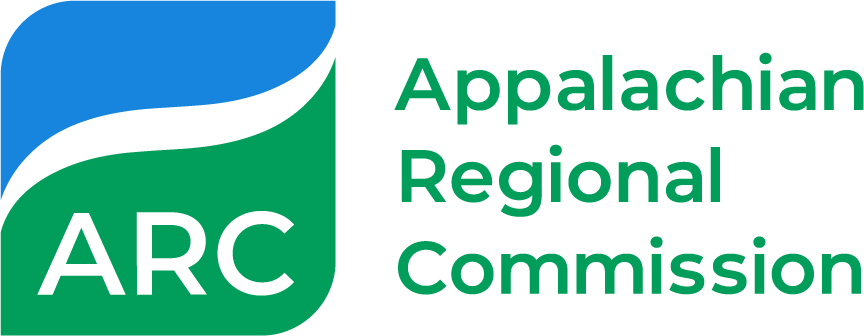 ARC
Appalachian
Regional
Commission